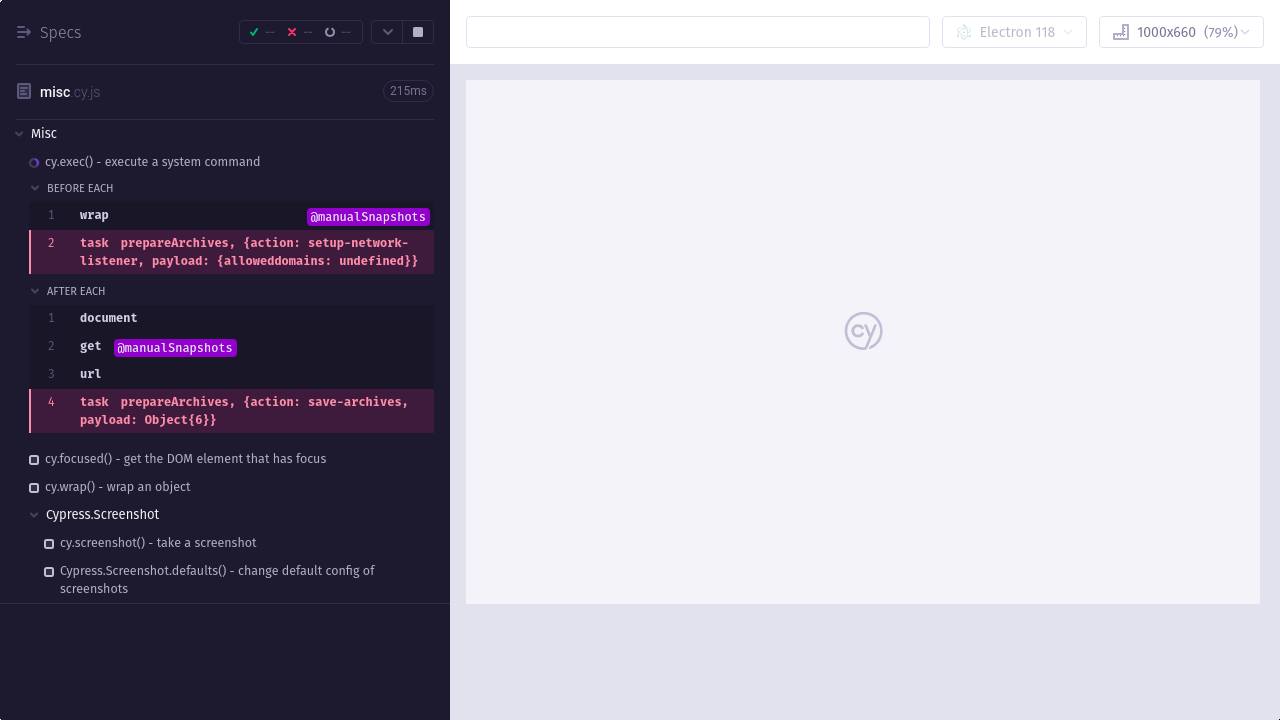 Specs
--
--
--
Electron 118
1000x660 (79%)
misc.cy.js
215ms
Misc
cy.exec() - execute a system command
BEFORE EACH
1 wrap @manualSnapshots
2 task prepareArchives, {action: setup-network-
listener, payload: {alloweddomains: undefined}}
AFTER EACH
1 document
2 get @manualSnapshots
3 url
4 task prepareArchives, {action: save-archives,
payload: Object{6}}
cy.focused() - get the DOM element that has focus
cy.wrap() - wrap an object
Cypress.Screenshot
cy.screenshot() - take a screenshot
Cypress.Screenshot.defaults() - change default config of
screenshots
cy